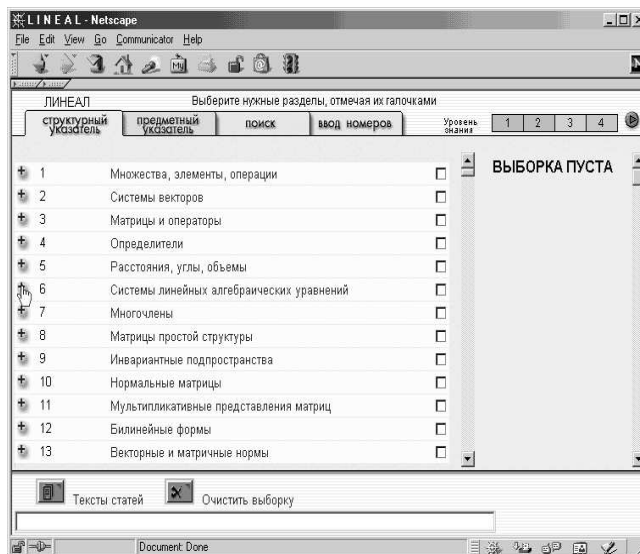 LINEAL - Netscape
File Edit View Go Communicator Help
ЛИНЕАЛ Выберите нужные разделы, отмечая их галочками
структурный указатель предметный указатель поиск ввод номеров Уровень знания 1 2 3 4
ВЫБОРКА ПУСТА
1 Множества, элементы, операции
2 Системы векторов
3 Матрицы и операторы
4 Определители
5 Расстояния, углы, объемы
6 Системы линейных алгебраических уравнений
7 Многочлены
8 Матрицы простой структуры
9 Инвариантные подпространства
10 Нормальные матрицы
11 Мультипликативные представления матриц
12 Билинейные формы
13 Векторные и матричные нормы
Тексты статей Очистить выборку
Document: Done